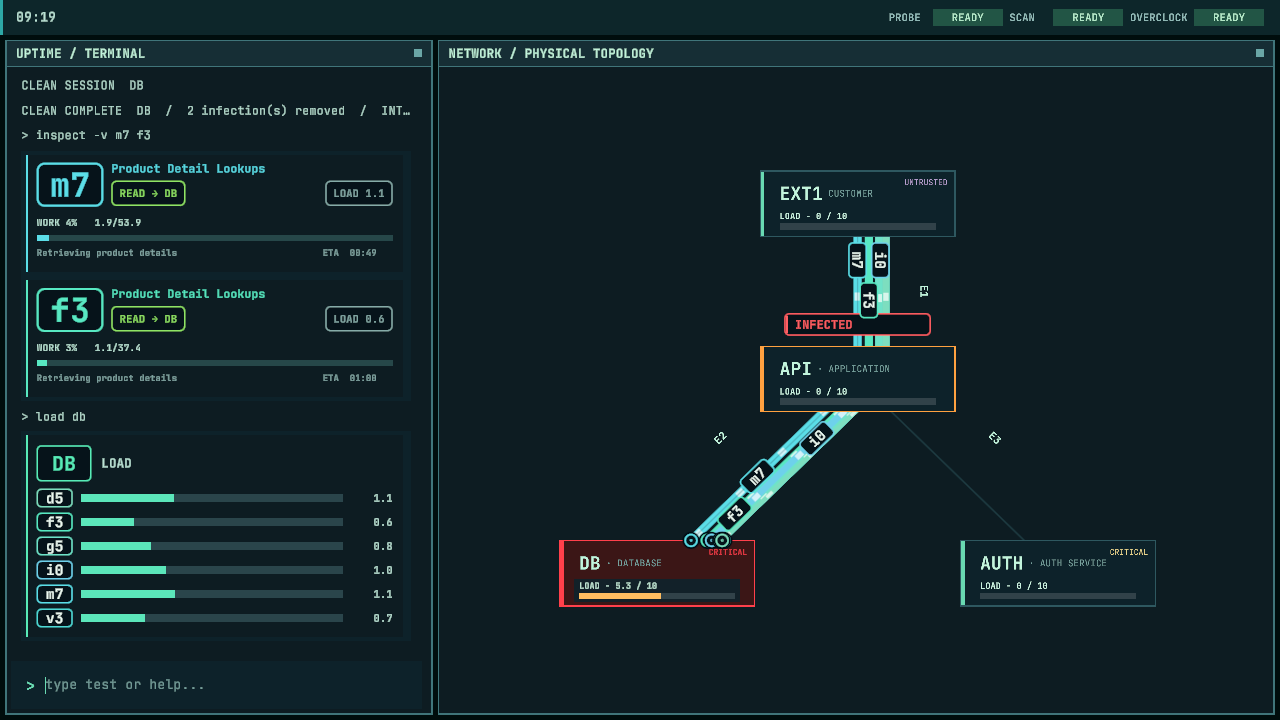 09:19
PROBE READY SCAN READY OVERCLOCK READY
UPTIME / TERMINAL
CLEAN SESSION DB
CLEAN COMPLETE DB / 2 infection(s) removed / INT…
> inspect -v m7 f3
m7
Product Detail Lookups
READ → DB
LOAD 1.1
WORK 4% 1.9/53.9
Retrieving product details ETA 00:49
f3
Product Detail Lookups
READ → DB
LOAD 0.6
WORK 3% 1.1/37.4
Retrieving product details ETA 01:00
> load db
DB LOAD
d5 1.1
f3 0.6
g5 0.8
i0 1.0
m7 1.1
v3 0.7
> type test or help...
NETWORK / PHYSICAL TOPOLOGY
UNTRUSTED
EXT1 CUSTOMER
LOAD - 0 / 10
m7
i0
f3
E1
INFECTED
API · APPLICATION
LOAD - 0 / 10
E2
i0
m7
f3
E3
CRITICAL
DB · DATABASE
LOAD - 5.3 / 10
CRITICAL
AUTH · AUTH SERVICE
LOAD - 0 / 10